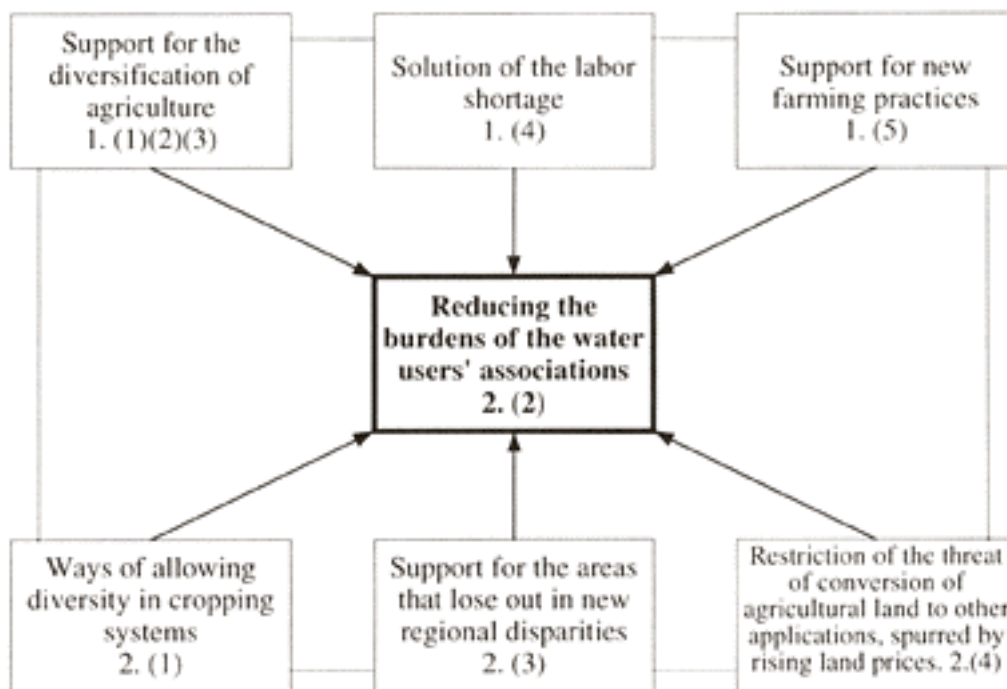 Support for the
diversification of
agriculture
1. (1)(2)(3)
Solution of the labor
shortage
1. (4)
Support for new
farming practices
1. (5)
Reducing the
burdens of the water
users' associations
2. (2)
Ways of allowing
diversity in cropping
systems
2. (1)
Support for the areas
that lose out in new
regional disparities
2. (3)
Restriction of the threat
of conversion of
agricultural land to other
applications, spurred by
rising land prices. 2.(4)